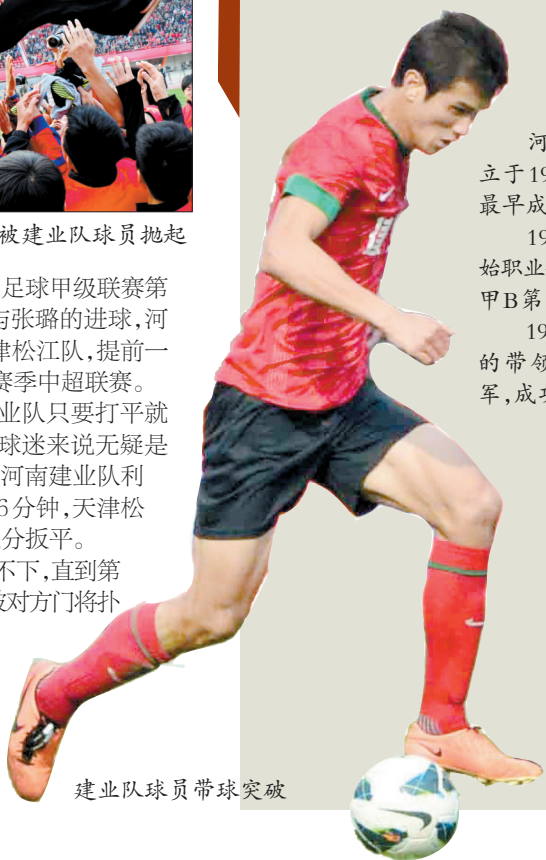 被建业队球员抛起
足球甲级联赛第
张璐的进球,河
津松江队,提前一
赛季中超联赛。
业队只要打平就
球迷来说无疑是
河南建业队利
6分钟,天津松
分扳平。
不下,直到第
对方门将扑
河
立于19
最早成
19
始职业
甲B第
19
的带领
军,成功
建业队球员带球突破